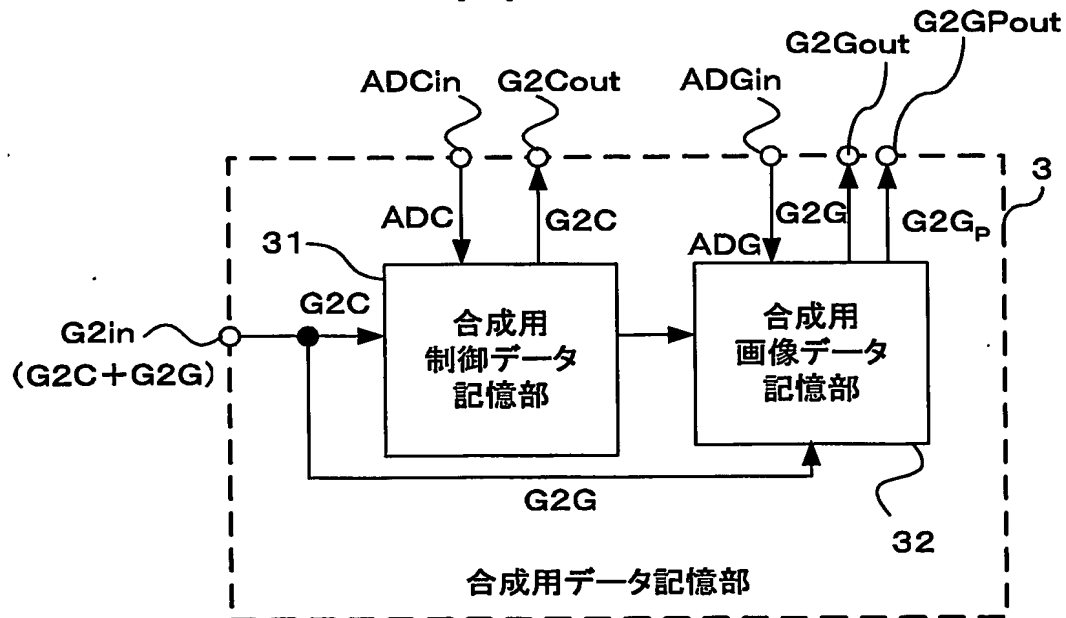 G2GPout
G2Gout
ADCin
G2Cout
ADGin
3
ADC
G2C
G2G
G2GP
ADG
31
G2C
G2in
(G2C+G2G)
合成用
制御データ
記憶部
合成用
画像データ
記憶部
G2G
32
合成用データ記憶部